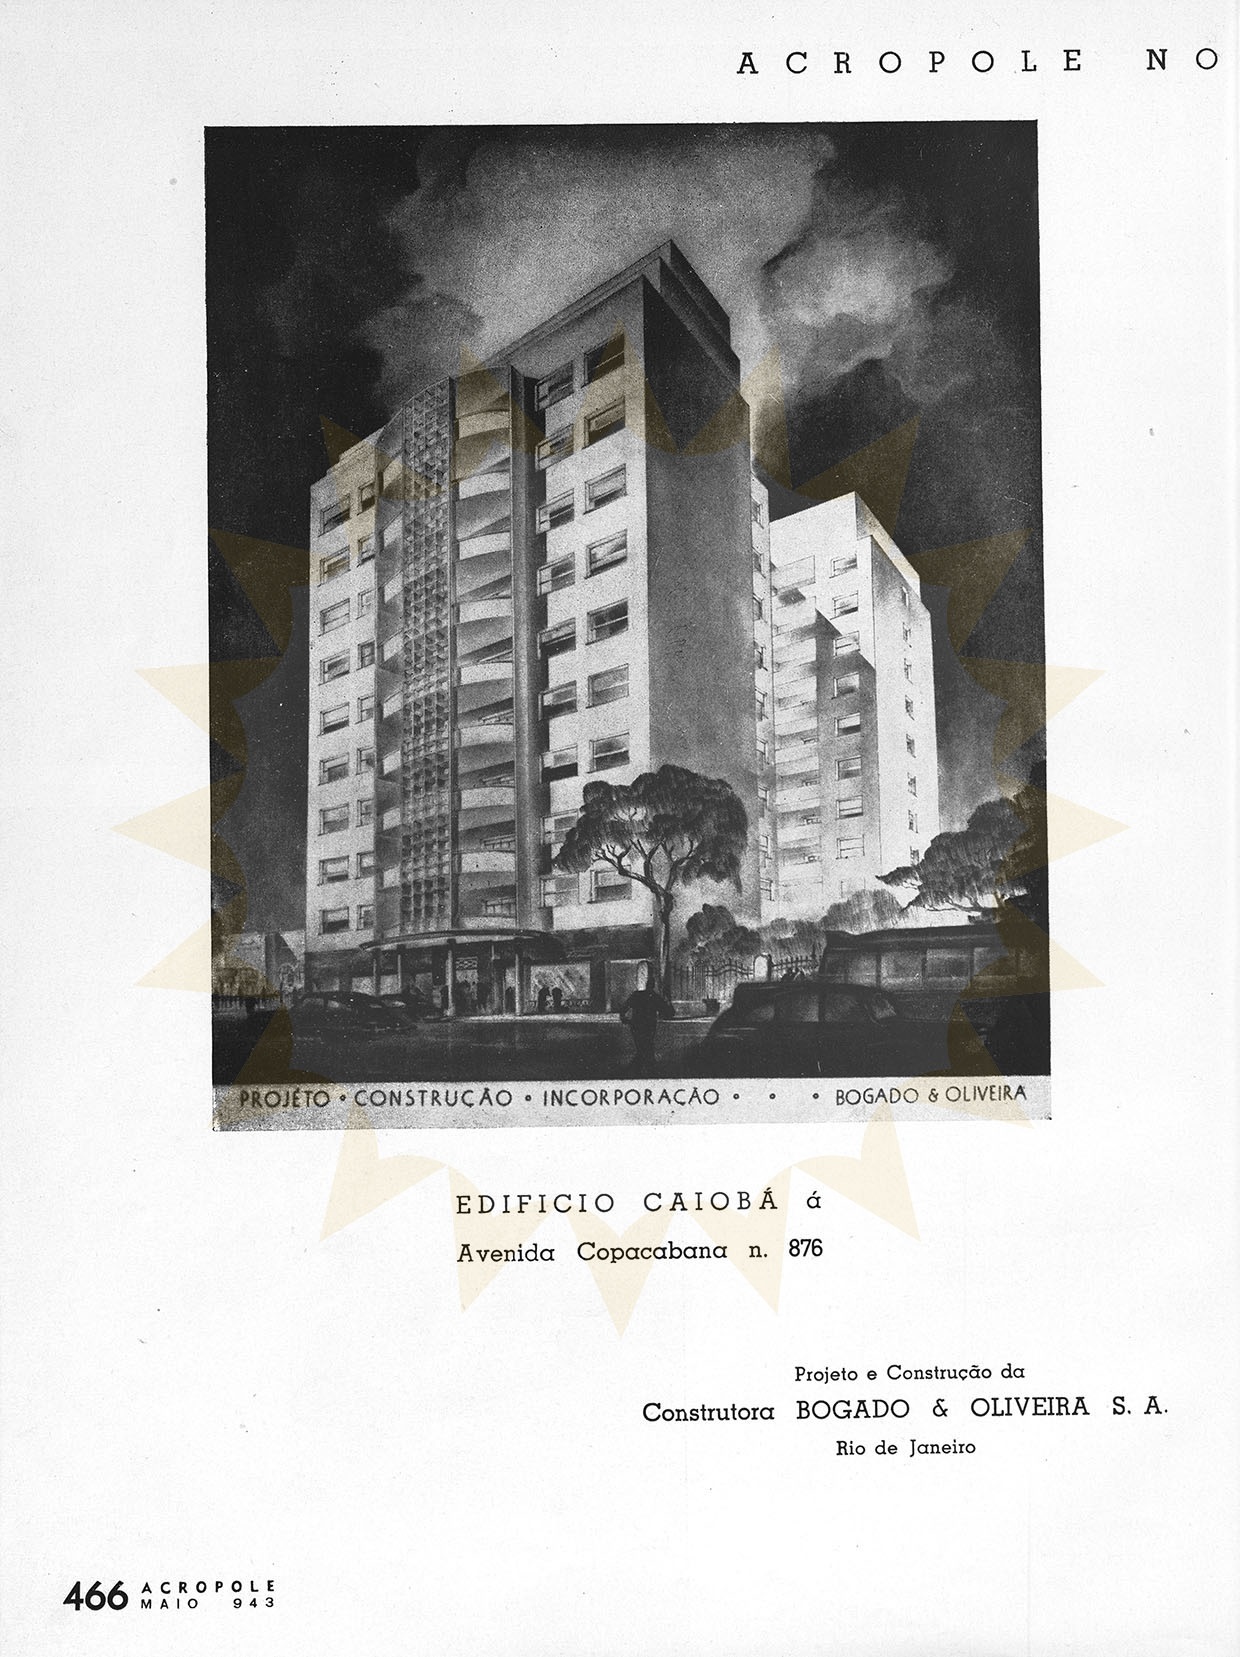 ACROPOLE NO
PROJÉTO • CONSTRUÇÃO • INCORPORAÇÃO • • • BOGADO & OLIVEIRA
EDIFICIO CAIOBÁ á
Avenida Copacabana n. 876
Projeto e Construção da
Construtora BOGADO & OLIVEIRA S. A.
Rio de Janeiro
466 ACROPOLE
MAIO 943